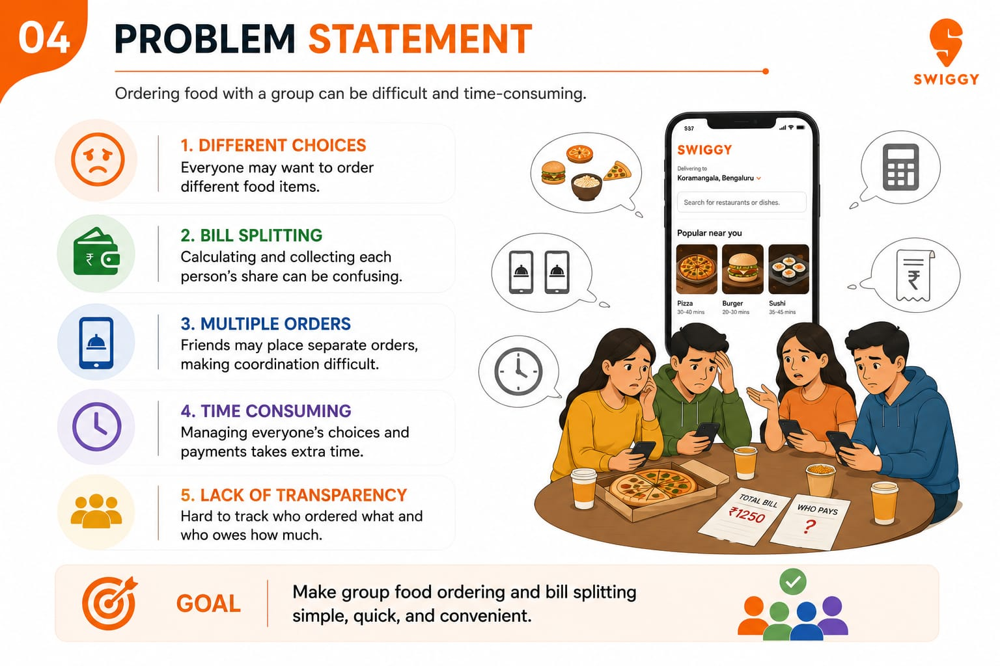 04
PROBLEM STATEMENT
SWIGGY
Ordering food with a group can be difficult and time-consuming.
1. DIFFERENT CHOICES
Everyone may want to order
different food items.
2. BILL SPLITTING
Calculating and collecting each
person's share can be confusing.
₹
3. MULTIPLE ORDERS
Friends may place separate orders,
making coordination difficult.
4. TIME CONSUMING
Managing everyone's choices and
payments takes extra time.
5. LACK OF TRANSPARENCY
Hard to track who ordered what and
who owes how much.
9:37
SWIGGY
Delivering to
Koramangala, Bengaluru
Search for restaurants or dishes.
Popular near you
Pizza
30-40 mins
Burger
20-30 mins
Sushi
35-45 mins
₹
TOTAL BILL
₹1250
WHO PAYS
?
GOAL
Make group food ordering and bill splitting
simple, quick, and convenient.